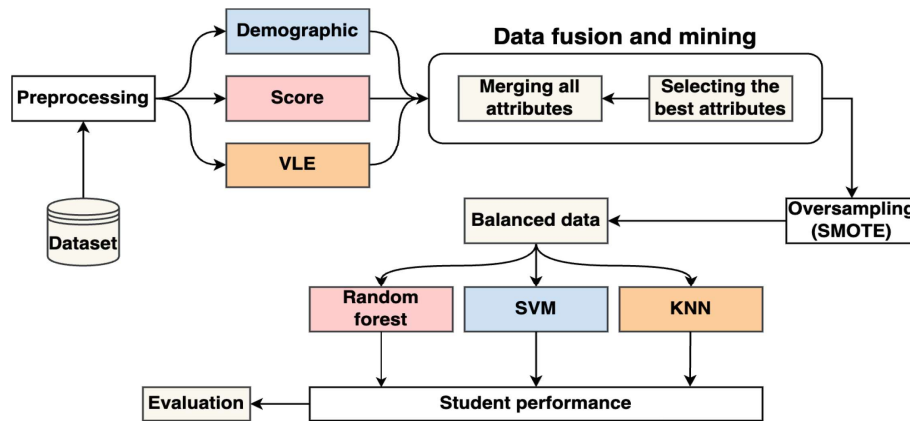 Demographic
Data fusion and mining
Preprocessing
Score
Merging all
attributes
Selecting the
best attributes
VLE
Dataset
Balanced data
Oversampling
(SMOTE)
Random
forest
SVM
KNN
Evaluation
Student performance